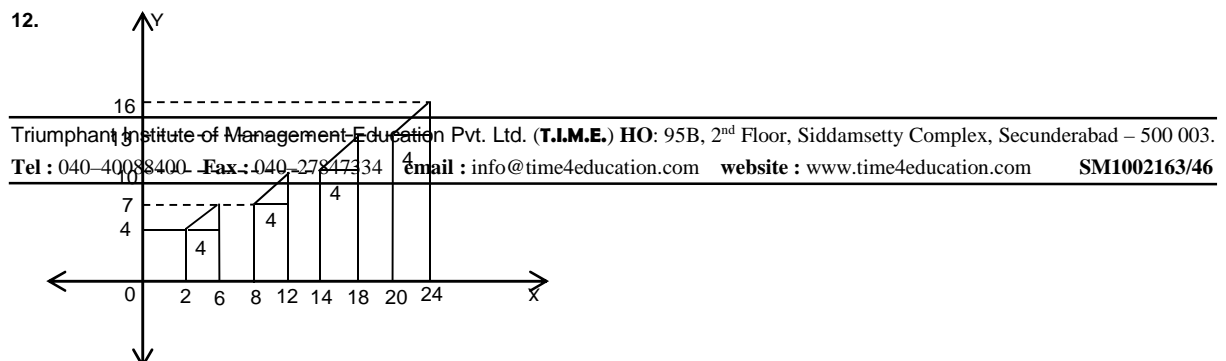 12.
Y
16
Triumphant Institute of Management Education Pvt. Ltd. (T.I.M.E.) HO: 95B, 2nd Floor, Siddamsetty Complex, Secunderabad – 500 003.
13
4
Tel : 040–40088400 Fax : 040–27847334 email : info@time4education.com website : www.time4education.com SM1002163/46
10
4
7
4
4
4
0 2 6 8 12 14 18 20 24 x